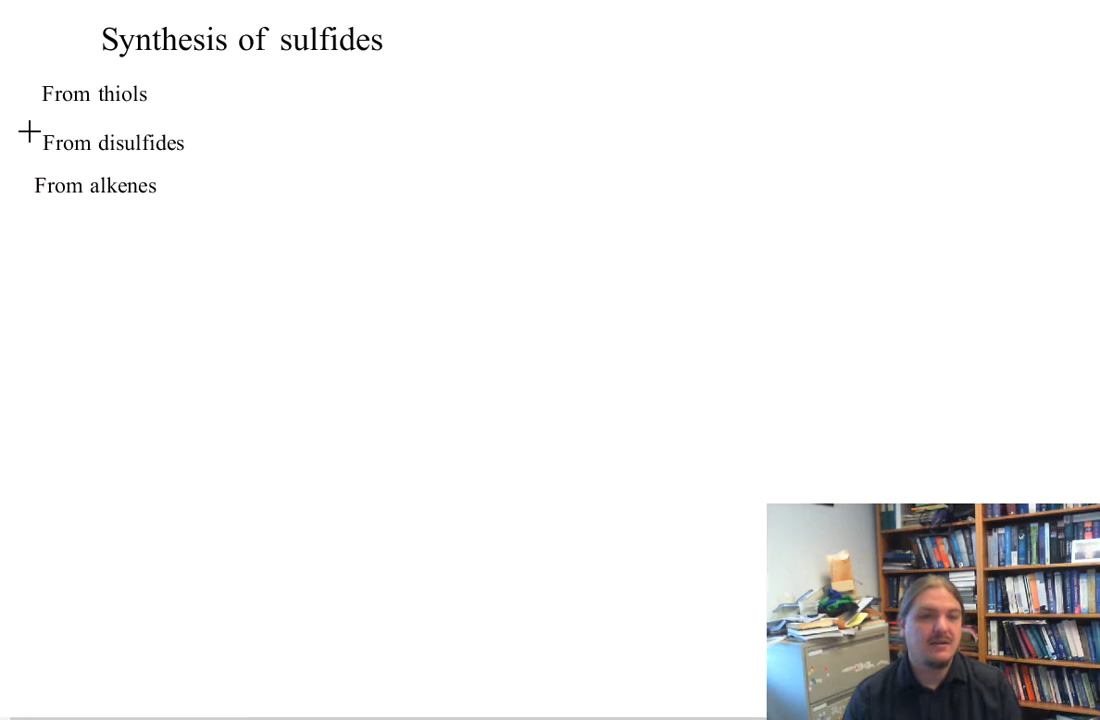 Synthesis of sulfides
From thiols
From disulfides
From alkenes